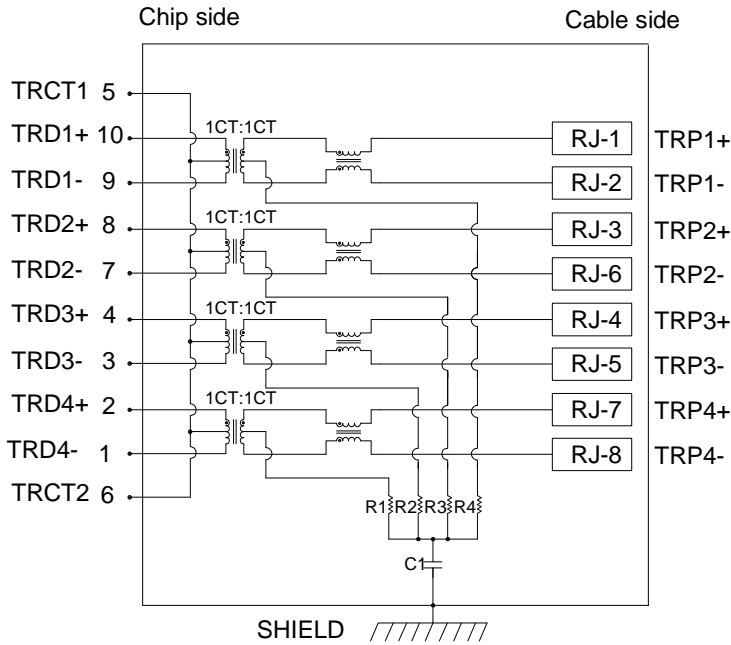 Chip side
Cable side
TRCT1 5
TRD1+ 10 1CT:1CT RJ-1 TRP1+
TRD1- 9 RJ-2 TRP1-
TRD2+ 8 1CT:1CT RJ-3 TRP2+
TRD2- 7 RJ-6 TRP2-
TRD3+ 4 1CT:1CT RJ-4 TRP3+
TRD3- 3 RJ-5 TRP3-
TRD4+ 2 1CT:1CT RJ-7 TRP4+
TRD4- 1 RJ-8 TRP4-
TRCT2 6
R1 R2 R3 R4
C1
SHIELD